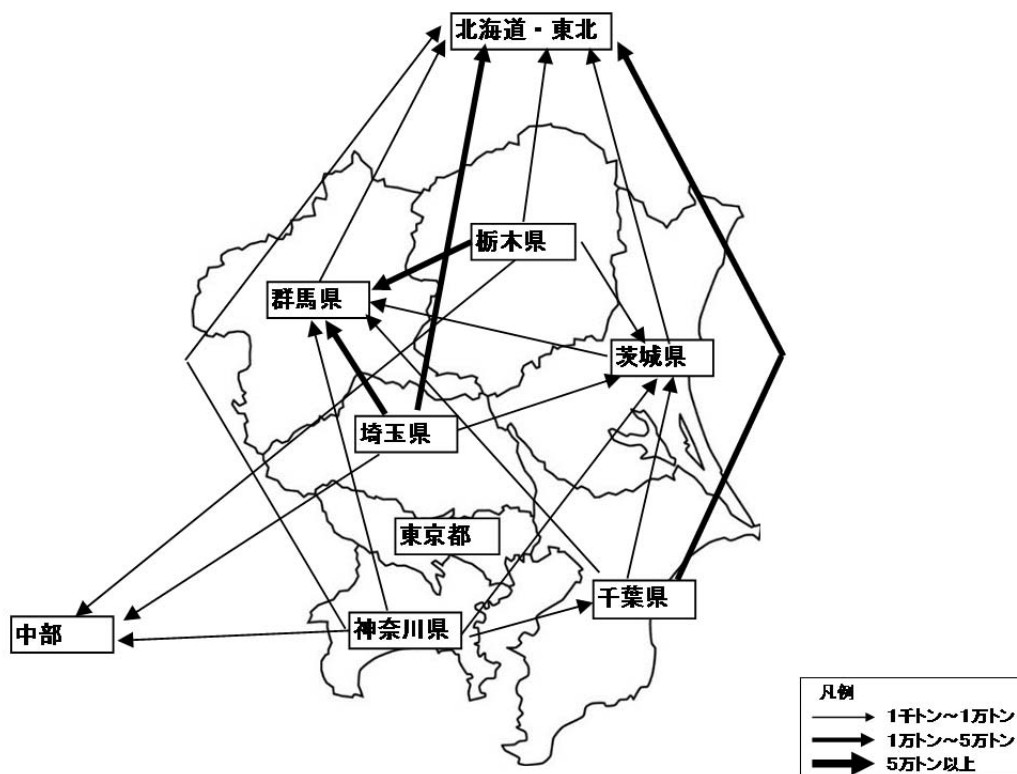 北海道・東北
栃木県
群馬県
茨城県
埼玉県
東京都
千葉県
中部
神奈川県
凡例
1千トン～1万トン
1万トン～5万トン
5万トン以上